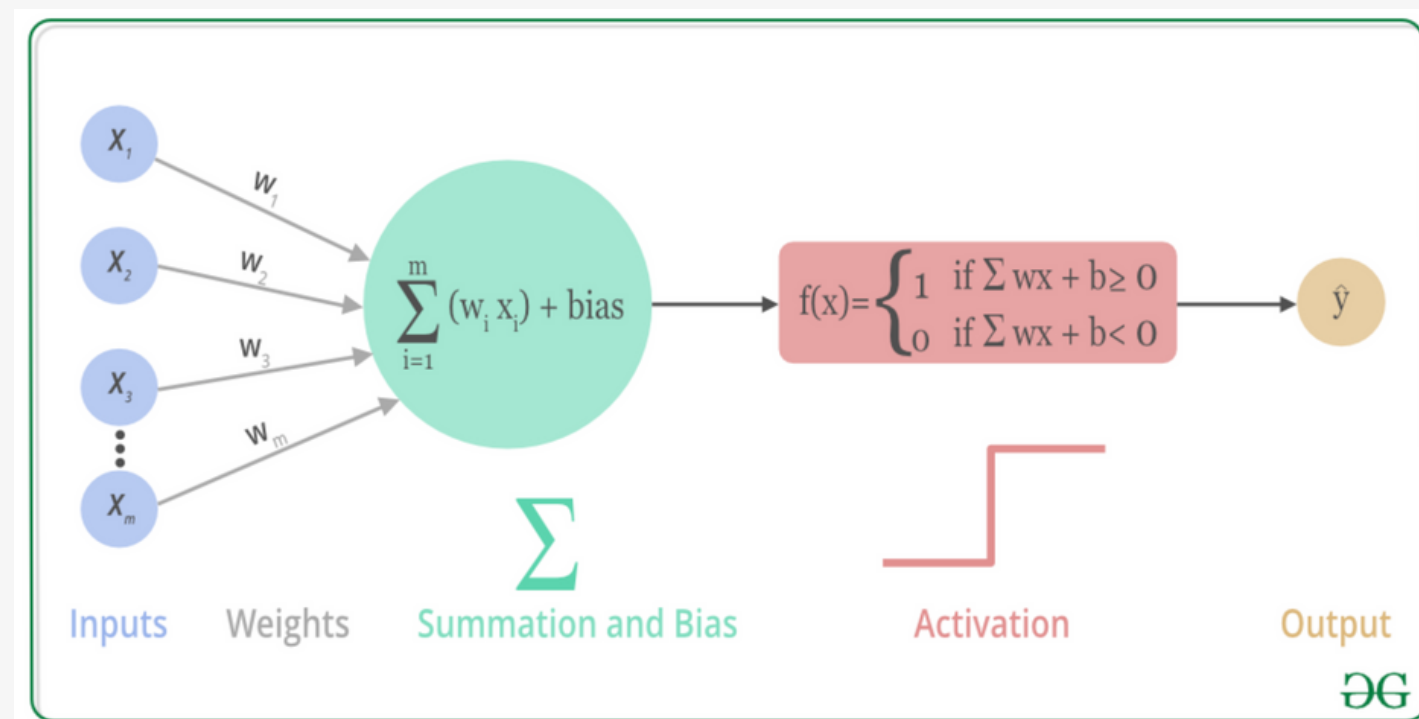 X₁
W₁
X₂
W₂
X₃
W₃
Xₘ
Wₘ
m
∑ (wᵢ xᵢ) + bias
i=1
f(x)= { 1 if Σ wx + b ≥ 0
0 if Σ wx + b < 0
ŷ
Σ
Inputs Weights Summation and Bias Activation Output
GG